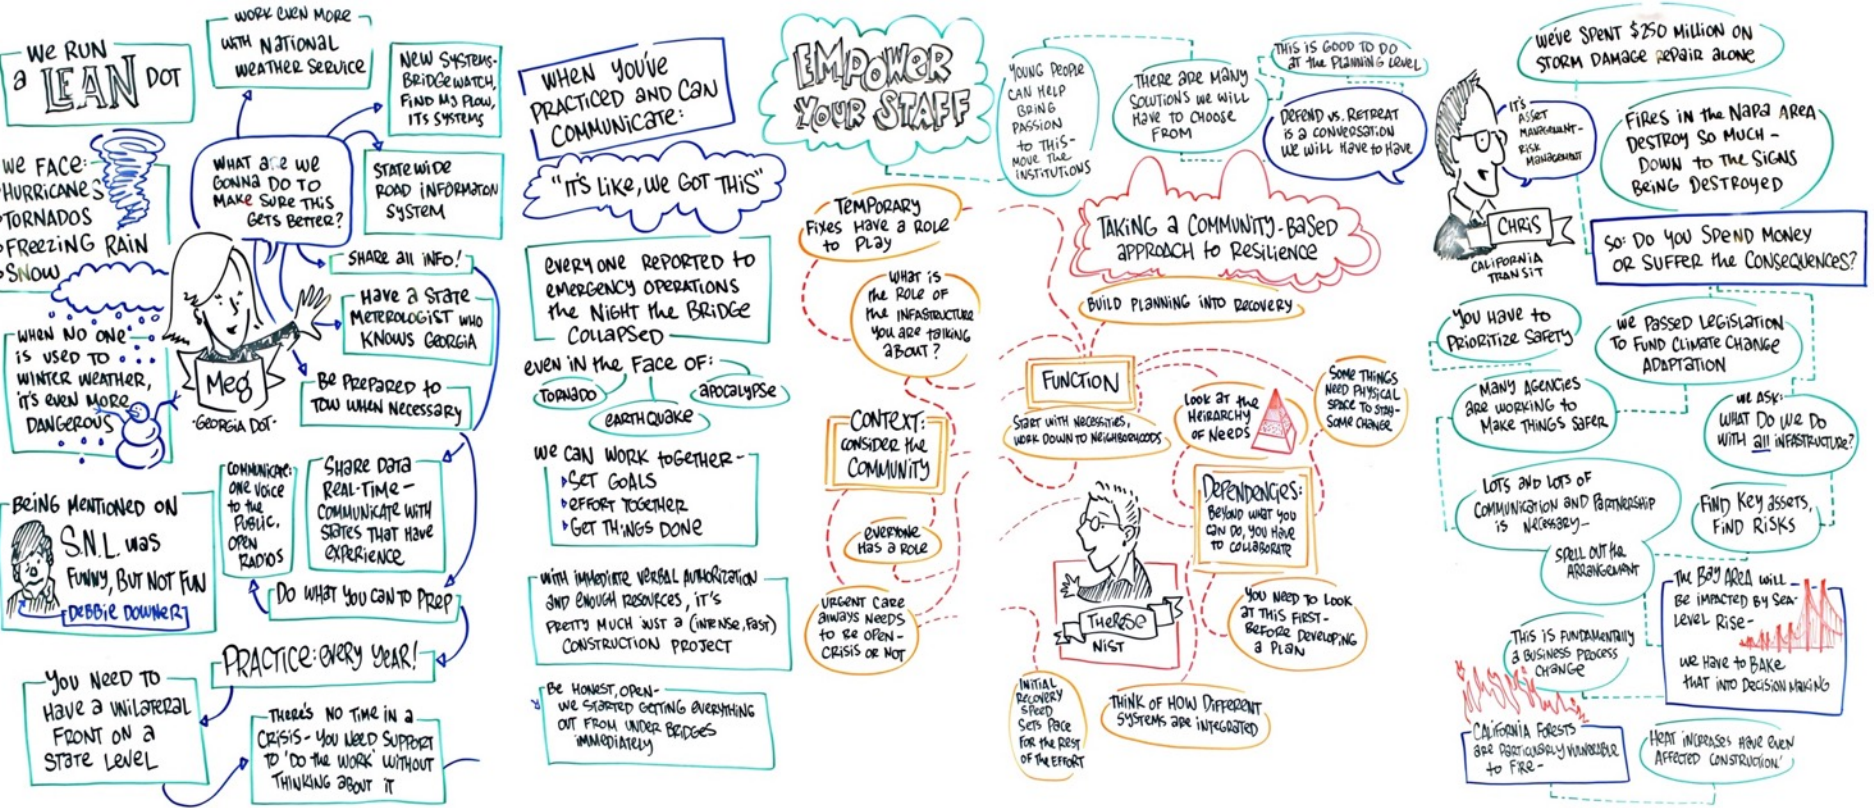 WE RUN
A LEAN DOT
WE FACE:
HURRICANES
TORNADOS
FREEZING RAIN
SNOW
WHEN NO ONE
IS USED TO
WINTER WEATHER,
IT'S EVEN MORE
DANGEROUS
BEING MENTIONED ON
S.N.L. WAS
FUNNY, BUT NOT FUN
DEBBIE DOWNER
YOU NEED TO
HAVE A UNILATERAL
FRONT ON A
STATE LEVEL
WORK EVEN MORE
WITH NATIONAL
WEATHER SERVICE
NEW SYSTEMS-
BRIDGEWATCH,
FIND MY PLOW,
ITS SYSTEMS
WHAT ARE WE
GONNA DO TO
MAKE SURE THIS
GETS BETTER?
STATEWIDE
ROAD INFORMATON
SYSTEM
SHARE ALL INFO!
HAVE A STATE
METEROLOGIST WHO
KNOWS GEORGIA
BE PREPARED TO
TOW WHEN NECESSARY
Meg
·GEORGIA DOT·
COMMUNICATE:
ONE VOICE
TO THE
PUBLIC,
OPEN
RADIOS
SHARE DATA
REAL-TIME-
COMMUNICATE WITH
STATES THAT HAVE
EXPERIENCE
DO WHAT YOU CAN TO PREP
PRACTICE: EVERY YEAR!
THERE'S NO TIME IN A
CRISIS- YOU NEED SUPPORT
TO 'DO THE WORK' WITHOUT
THINKING ABOUT IT
WHEN YOU'VE
PRACTICED AND CAN
COMMUNICATE:
"IT'S LIKE, WE GOT THIS"
EVERYONE REPORTED TO
EMERGENCY OPERATIONS
THE NIGHT THE BRIDGE
COLLAPSED
EVEN IN THE FACE OF:
TORNADO
EARTHQUAKE
APOCALYPSE
WE CAN WORK TOGETHER-
SET GOALS
EFFORT TOGETHER
GET THINGS DONE
WITH IMMEDIATE VERBAL AUTHORIZATION
AND ENOUGH RESOURCES, IT'S
PRETTY MUCH JUST A (INTENSE, FAST)
CONSTRUCTION PROJECT
BE HONEST, OPEN-
WE STARTED GETTING EVERYTHING
OUT FROM UNDER BRIDGES
IMMEDIATELY
EMPOWER
YOUR STAFF
TEMPORARY
FIXES HAVE A ROLE
TO PLAY
WHAT IS
THE ROLE OF
THE INFASTRUCTURE
YOU ARE TALKING
ABOUT?
CONTEXT:
CONSIDER THE
COMMUNITY
EVERYONE
HAS A ROLE
URGENT CARE
ALWAYS NEEDS
TO BE OPEN-
CRISIS OR NOT
YOUNG PEOPLE
CAN HELP
BRING
PASSION
TO THIS-
MOVE THE
INSTITUTIONS
THERE ARE MANY
SOLUTIONS WE WILL
HAVE TO CHOOSE
FROM
THIS IS GOOD TO DO
AT THE PLANNING LEVEL
DEFEND VS. RETREAT
IS A CONVERSATION
WE WILL HAVE TO HAVE
TAKING A COMMUNITY-BASED
APPROACH TO RESILIENCE
BUILD PLANNING INTO RECOVERY
FUNCTION
START WITH NECESSITIES,
WORK DOWN TO NEIGHBORHOODS
LOOK AT THE
HEIRARCHY
OF NEEDS
SOME THINGS
NEED PHYSICAL
SPACE TO STAY-
SOME CHANGE
DEPENDENCIES:
BEYOND WHAT YOU
CAN DO, YOU HAVE
TO COLLABORATE
THERESE
NIST
YOU NEED TO LOOK
AT THIS FIRST-
BEFORE DEVELOPING
A PLAN
INITIAL
RECOVERY
SPEED
SETS PACE
FOR THE REST
OF THE EFFORT
THINK OF HOW DIFFERENT
SYSTEMS ARE INTEGRATED
WE'VE SPENT $250 MILLION ON
STORM DAMAGE REPAIR ALONE
IT'S
ASSET
MANAGEMENT-
RISK
MANAGEMENT
CHRIS
CALIFORNIA
TRANSIT
FIRES IN THE NAPA AREA
DESTROY SO MUCH-
DOWN TO THE SIGNS
BEING DESTROYED
SO: DO YOU SPEND MONEY
OR SUFFER THE CONSEQUENCES?
YOU HAVE TO
PRIORITIZE SAFETY
WE PASSED LEGISLATION
TO FUND CLIMATE CHANGE
ADAPTATION
MANY AGENCIES
ARE WORKING TO
MAKE THINGS SAFER
WE ASK:
WHAT DO WE DO
WITH ALL INFASTRUCTURE?
LOTS AND LOTS OF
COMMUNICATION AND PARTNERSHIP
IS NECESSARY-
SPELL OUT THE
ARRANGEMENT
FIND KEY ASSETS,
FIND RISKS
THIS IS FUNDAMENTALLY
A BUSINESS PROCESS
CHANGE
THE BAY AREA WILL
BE IMPACTED BY SEA-
LEVEL RISE-
WE HAVE TO BAKE
THAT INTO DECISION MAKING
CALIFORNIA FORESTS
ARE PARTICULARLY VULNERABLE
TO FIRE-
HEAT INCREASES HAVE EVEN
AFFECTED CONSTRUCTION